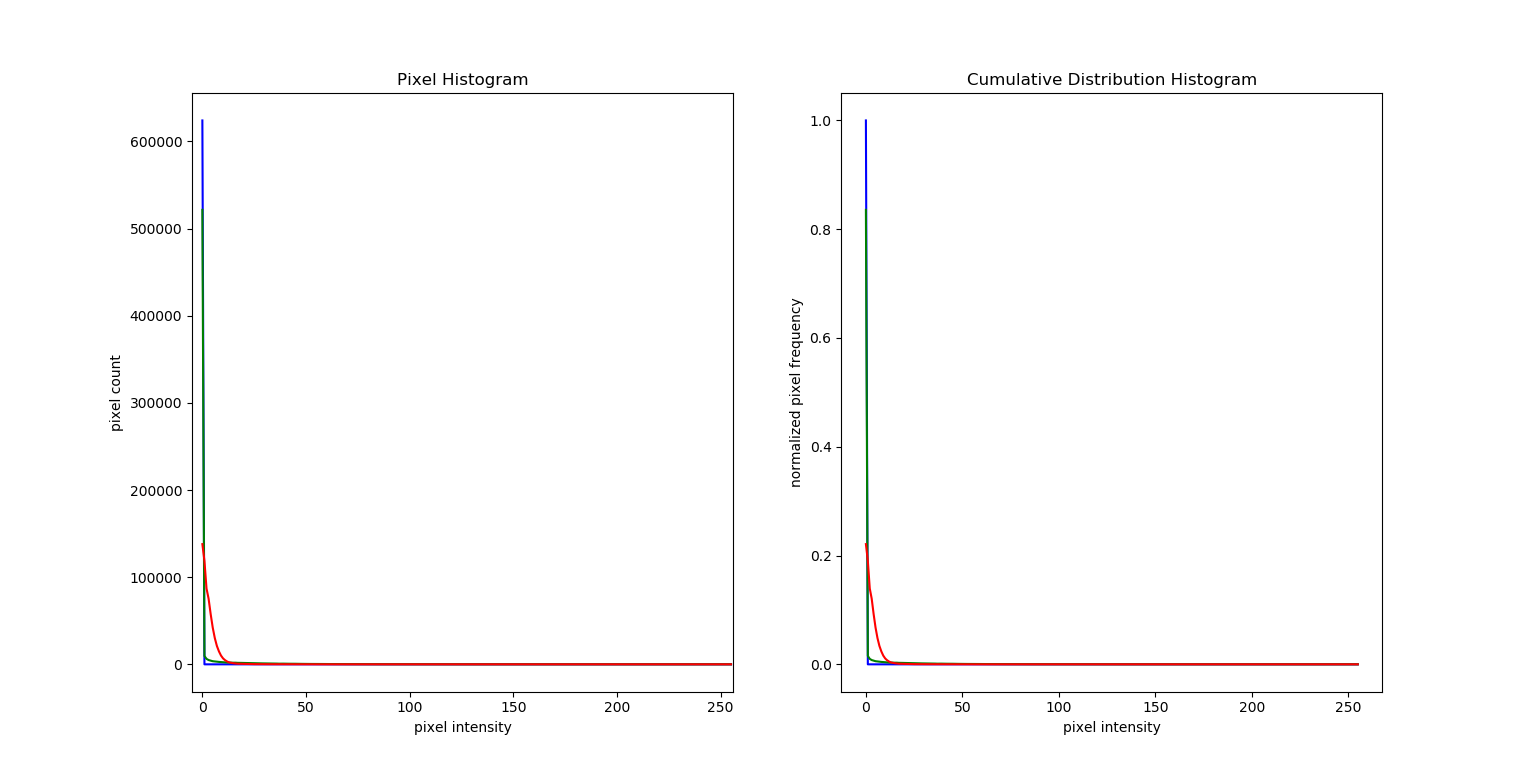 Pixel Histogram
600000
500000
400000
300000
200000
100000
0
pixel count
0 50 100 150 200 250
pixel intensity
Cumulative Distribution Histogram
1.0
0.8
0.6
0.4
0.2
0.0
normalized pixel frequency
0 50 100 150 200 250
pixel intensity